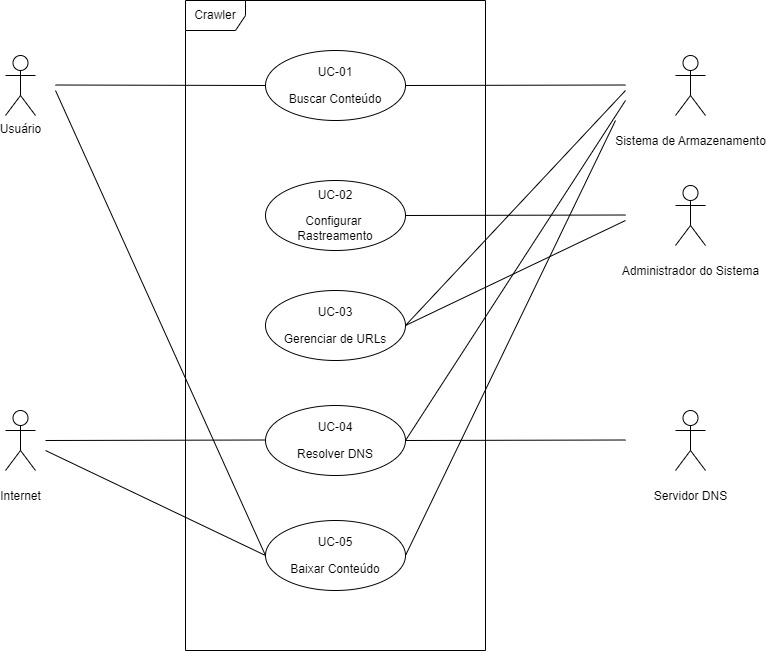 Crawler
UC-01
Buscar Conteúdo
Usuário
Sistema de Armazenamento
UC-02
Configurar
Rastreamento
Administrador do Sistema
UC-03
Gerenciar de URLs
UC-04
Resolver DNS
Internet
Servidor DNS
UC-05
Baixar Conteúdo